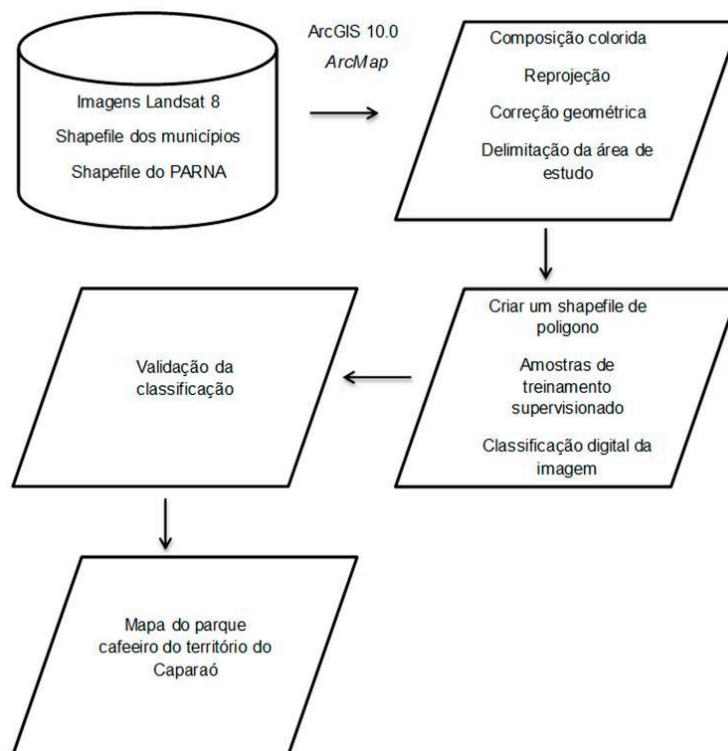 Imagens Landsat 8
Shapefile dos municípios
Shapefile do PARNA
ArcGIS 10.0
ArcMap
Composição colorida
Reprojeção
Correção geométrica
Delimitação da área de
estudo
Criar um shapefile de
poligono
Amostras de
treinamento
supervisionado
Classificação digital da
imagem
Validação da
classificação
Mapa do parque
cafeeiro do território do
Caparaó